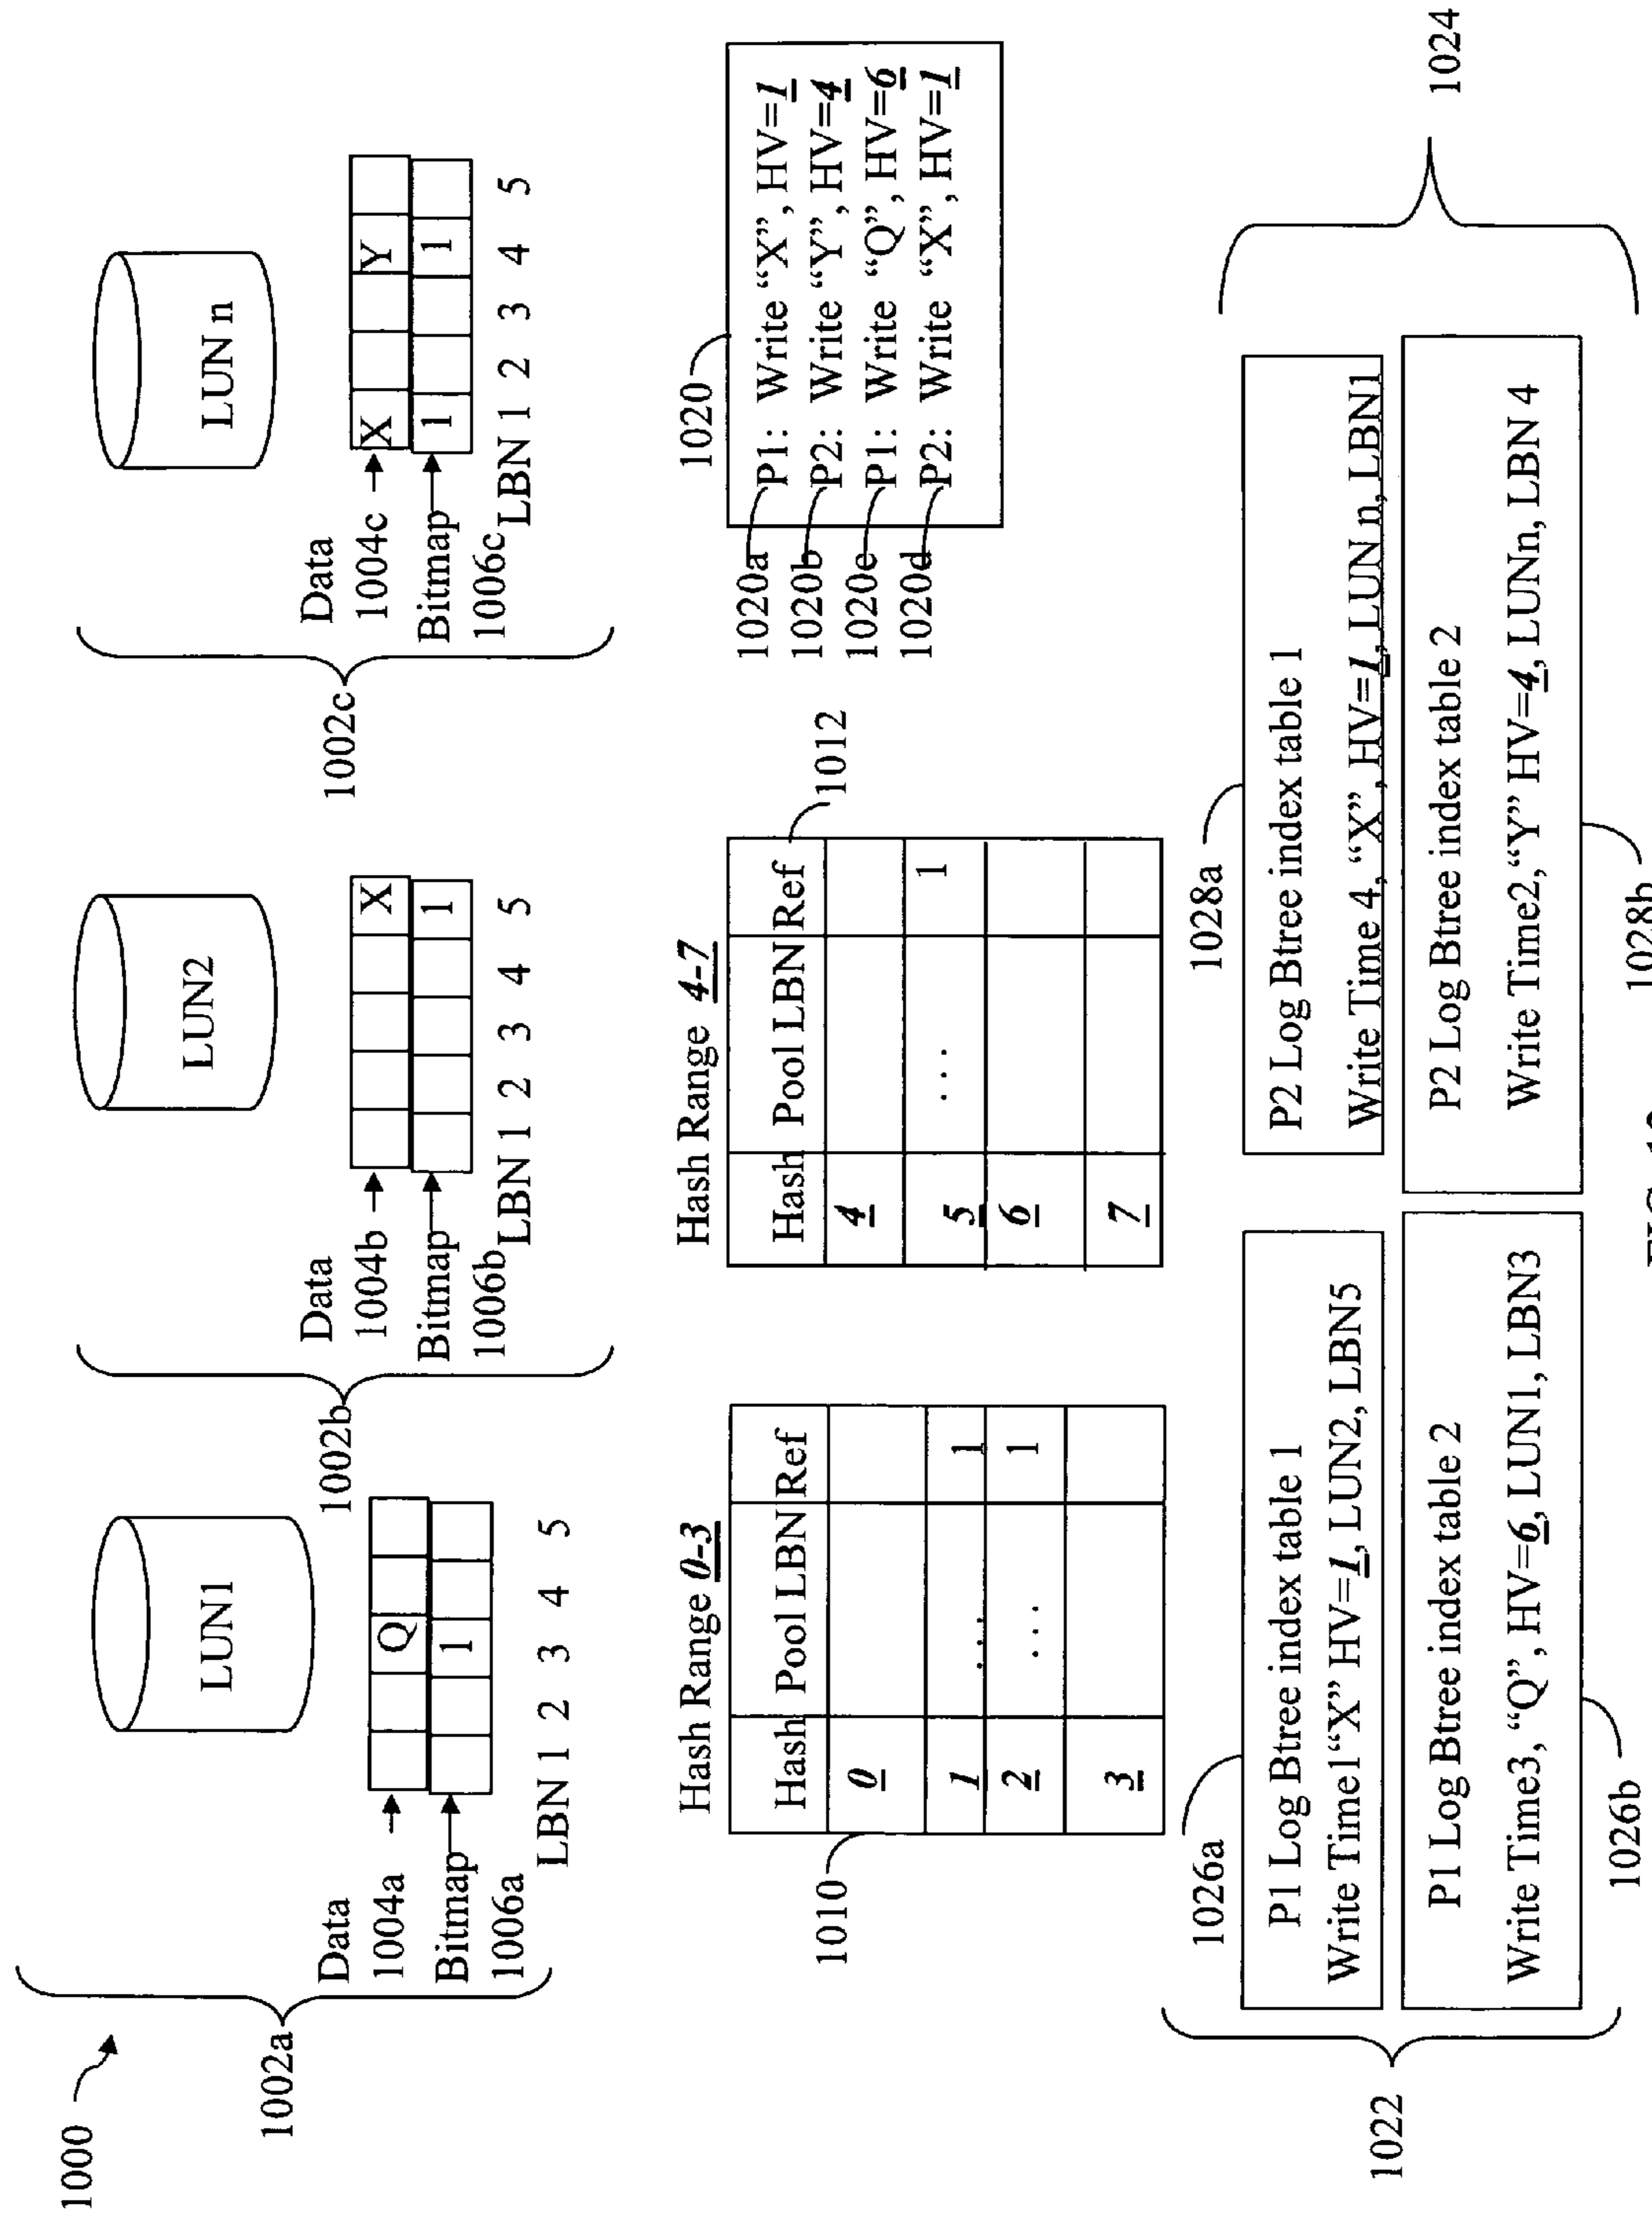 1000
1002a
LUN1
Data
1004a
Q
Bitmap
1006a
1
LBN 1 2 3 4 5
1002b
LUN2
Data
1004b
X
Bitmap
1006b
1
LBN 1 2 3 4 5
1002c
LUN n
Data
1004c
X Y
Bitmap
1006c
1 1
LBN 1 2 3 4 5
1010
Hash Range 0-3
Hash Pool LBN Ref
0
1 ... 1
2 ... 1
3
Hash Range 4-7
1012
Hash Pool LBN Ref
4
5 ... 1
6
7
1020
1020a P1: Write “X”, HV=1
1020b P2: Write “Y”, HV=4
1020c P1: Write “Q”, HV=6
1020d P2: Write “X”, HV=1
1022
1026a
P1 Log Btree index table 1
Write Time1“X” HV=1, LUN2, LBN5
P1 Log Btree index table 2
Write Time3, “Q”, HV=6, LUN1, LBN3
1026b
1028a
P2 Log Btree index table 1
Write Time 4, “X”, HV=1, LUN n, LBN1
P2 Log Btree index table 2
Write Time2,“Y” HV=4, LUNn, LBN 4
1028b
1024